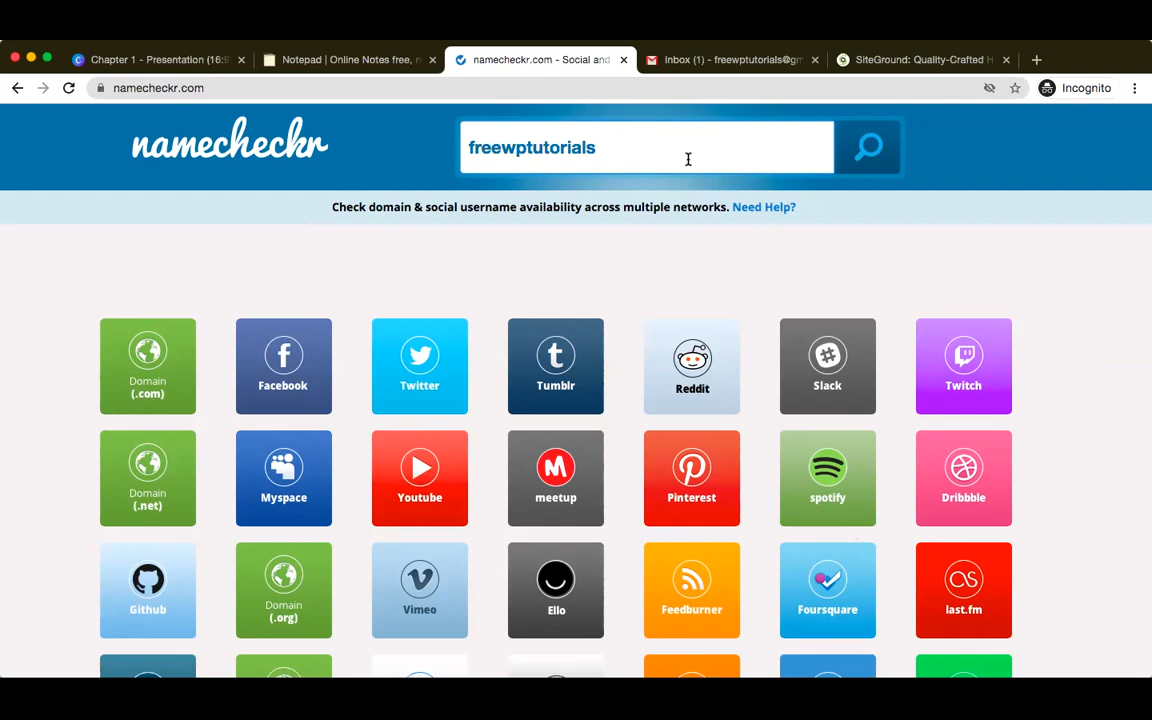 Chapter 1 - Presentation (16:9
Notepad | Online Notes free, n
namecheckr.com - Social and
Inbox (1) - freewptutorials@gm
SiteGround: Quality-Crafted H
namecheckr.com
Incognito
namecheckr
freewptutorials
Check domain & social username availability across multiple networks. Need Help?
Domain
(.com)
Facebook
Twitter
Tumblr
Reddit
Slack
Twitch
Domain
(.net)
Myspace
Youtube
meetup
Pinterest
spotify
Dribbble
Github
Domain
(.org)
Vimeo
Ello
Feedburner
Foursquare
last.fm